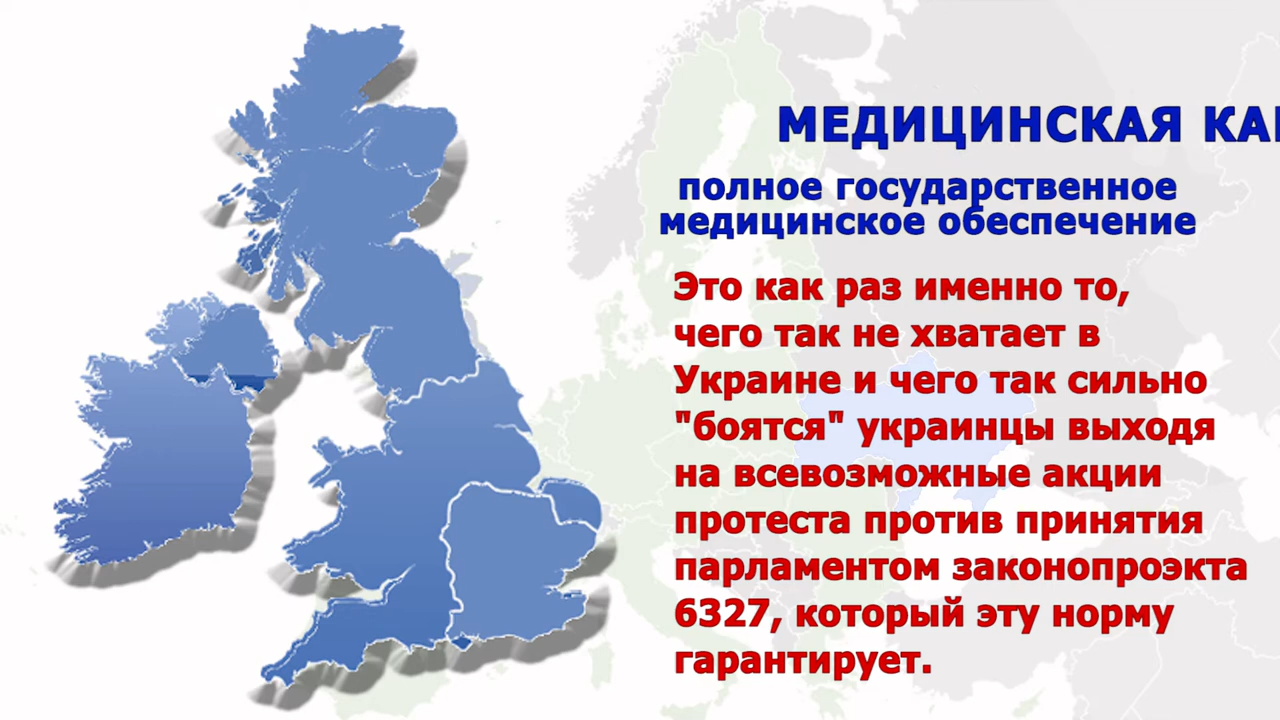 МЕДИЦИНСКАЯ
полное государственное
медицинское обеспечение
Это как раз именно то,
чего так не хватает в
Украине и чего так сильно
"боятся" украинцы выходя
на всевозможные акции
протеста против принятия
парламентом законопроэкта
6327, который эту норму
гарантирует.